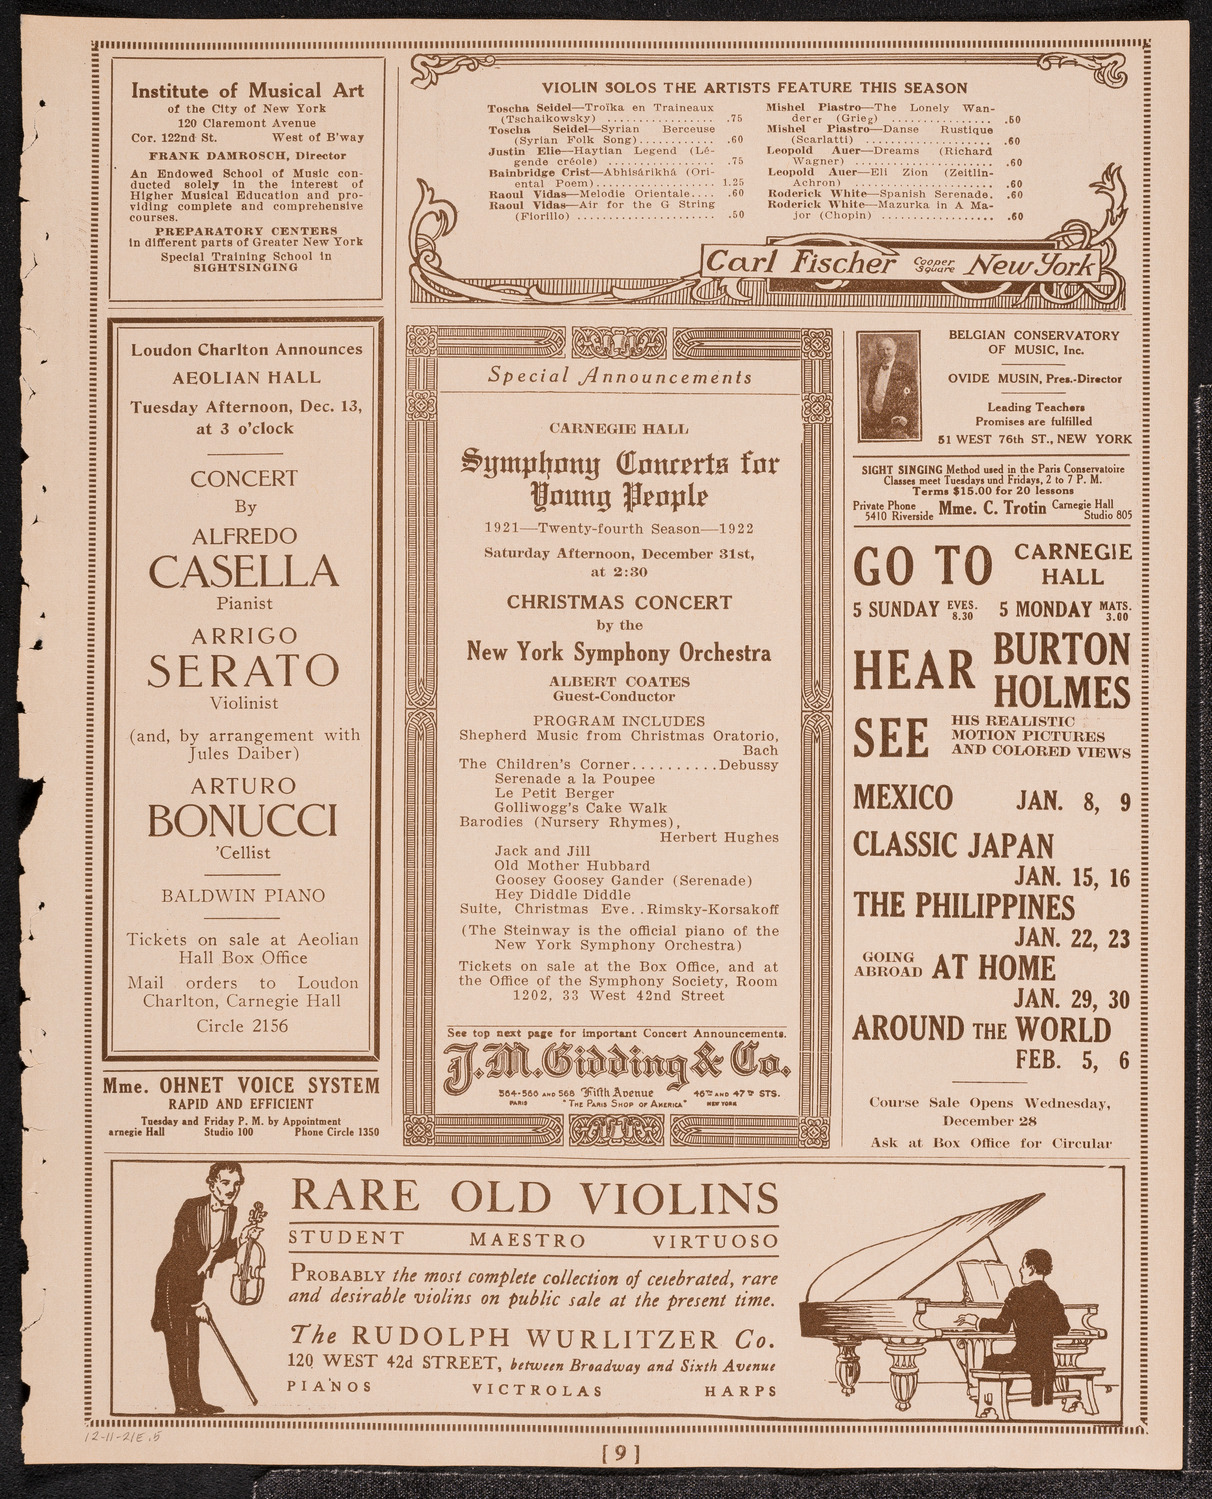 Institute of Musical Art
of the City of New York
120 Claremont Avenue
Cor. 122nd St. West of B'way
FRANK DAMROSCH, Director
An Endowed School of Music con-
ducted solely in the interest of
Higher Musical Education and pro-
viding complete and comprehensive
courses.
PREPARATORY CENTERS
in different parts of Greater New York
Special Training School in
SIGHTSINGING
VIOLIN SOLOS THE ARTISTS FEATURE THIS SEASON
Toscha Seidel—Troïka en Traineaux
(Tschaikowsky) ................ .75
Toscha Seidel—Syrian Berceuse
(Syrian Folk Song)........... .60
Justin Elie—Haytian Legend (Lé-
gende créole) ................ .75
Bainbridge Crist—Abhisárikhá (Ori-
ental Poem)................. 1.25
Raoul Vidas—Melodie Orientale.... .60
Raoul Vidas—Air for the G String
(Fiorillo) .................... .50
Mishel Piastro—The Lonely Wan-
derer (Grieg) ................ .50
Mishel Piastro—Danse Rustique
(Scarlatti) .................. .60
Leopold Auer—Dreams (Richard
Wagner) ..................... .60
Leopold Auer—Eli Zion (Zeitlin-
Achron) ..................... .60
Roderick White—Spanish Serenade. .60
Roderick White—Mazurka in A Ma-
jor (Chopin) ................ .60
Carl Fischer Cooper Square New York
Loudon Charlton Announces
AEOLIAN HALL
Tuesday Afternoon, Dec. 13,
at 3 o'clock
CONCERT
By
ALFREDO
CASELLA
Pianist
ARRIGO
SERATO
Violinist
(and, by arrangement with
Jules Daiber)
ARTURO
BONUCCI
'Cellist
BALDWIN PIANO
Tickets on sale at Aeolian
Hall Box Office
Mail orders to Loudon
Charlton, Carnegie Hall
Circle 2156
Mme. OHNET VOICE SYSTEM
RAPID AND EFFICIENT
Tuesday and Friday P. M. by Appointment
arnegie Hall Studio 100 Phone Circle 1350
Special Announcements
CARNEGIE HALL
Symphony Concerts for
Young People
1921—Twenty-fourth Season—1922
Saturday Afternoon, December 31st,
at 2:30
CHRISTMAS CONCERT
by the
New York Symphony Orchestra
ALBERT COATES
Guest-Conductor
PROGRAM INCLUDES
Shepherd Music from Christmas Oratorio,
Bach
The Children's Corner..........Debussy
Serenade a la Poupee
Le Petit Berger
Golliwogg's Cake Walk
Barodies (Nursery Rhymes),
Herbert Hughes
Jack and Jill
Old Mother Hubbard
Goosey Goosey Gander (Serenade)
Hey Diddle Diddle
Suite, Christmas Eve..Rimsky-Korsakoff
(The Steinway is the official piano of the
New York Symphony Orchestra)
Tickets on sale at the Box Office, and at
the Office of the Symphony Society, Room
1202, 33 West 42nd Street
See top next page for important Concert Announcements.
J.M.Gidding & Co.
564-560 AND 568 Fifth Avenue 46TH AND 47TH STS.
PARIS "THE PARIS SHOP OF AMERICA" NEW YORK
BELGIAN CONSERVATORY
OF MUSIC, Inc.
OVIDE MUSIN, Pres.-Director
Leading Teachers
Promises are fulfilled
51 WEST 76th ST., NEW YORK
SIGHT SINGING Method used in the Paris Conservatoire
Classes meet Tuesdays und Fridays, 2 to 7 P. M.
Terms $15.00 for 20 lessons
Private Phone 5410 Riverside Mme. C. Trotin Carnegie Hall Studio 805
GO TO CARNEGIE HALL
5 SUNDAY EVES. 8.30 5 MONDAY MATS. 3.00
HEAR BURTON HOLMES
SEE HIS REALISTIC
MOTION PICTURES
AND COLORED VIEWS
MEXICO JAN. 8, 9
CLASSIC JAPAN
JAN. 15, 16
THE PHILIPPINES
JAN. 22, 23
GOING ABROAD AT HOME
JAN. 29, 30
AROUND THE WORLD
FEB. 5, 6
Course Sale Opens Wednesday,
December 28
Ask at Box Office for Circular
RARE OLD VIOLINS
STUDENT MAESTRO VIRTUOSO
PROBABLY the most complete collection of celebrated, rare
and desirable violins on public sale at the present time.
The RUDOLPH WURLITZER Co.
120 WEST 42d STREET, between Broadway and Sixth Avenue
PIANOS VICTROLAS HARPS
12-11-21E.5
[ 9 ]